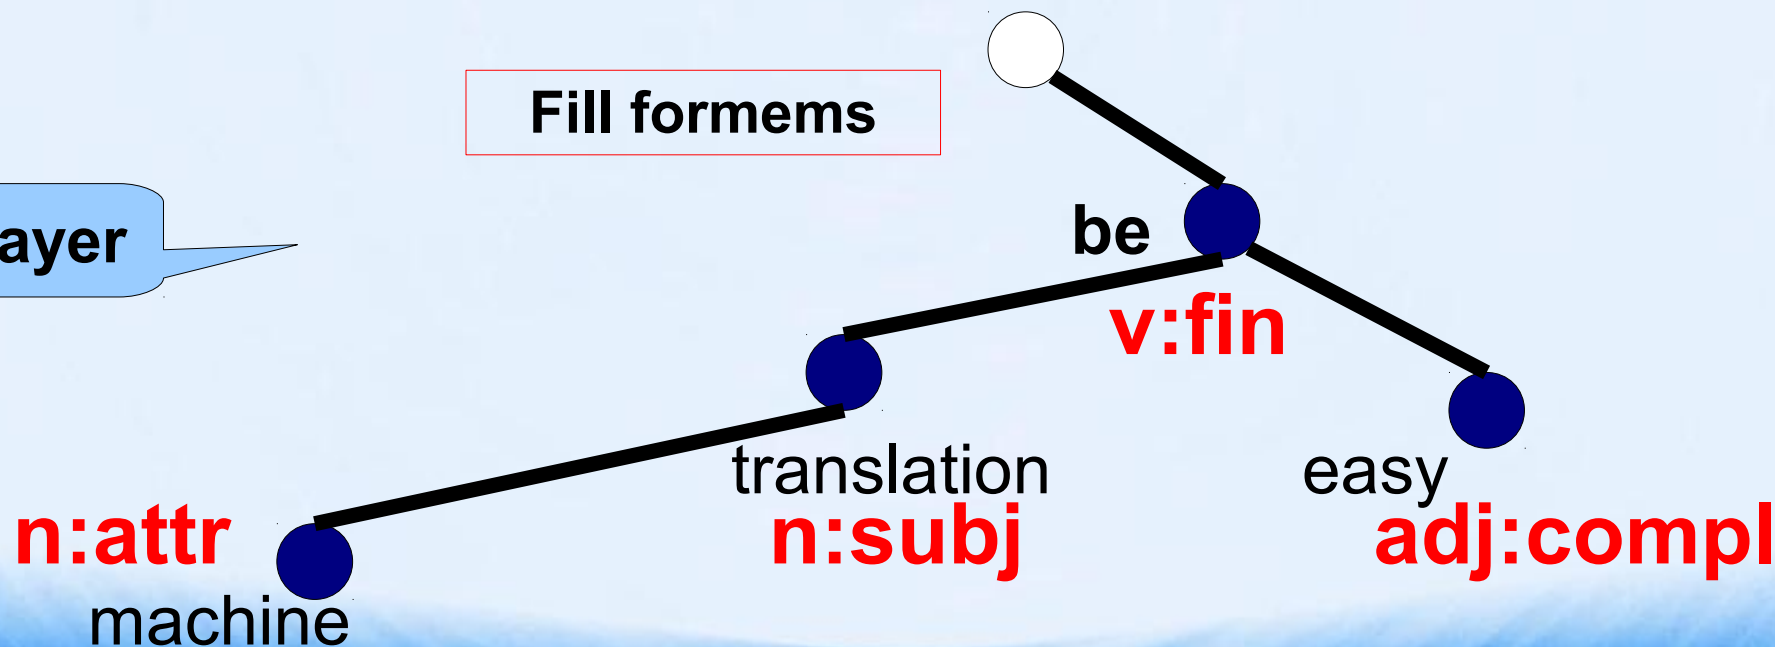 Fill formems
ayer
be
v:fin
translation
easy
n:attr
n:subj
adj:compl
machine